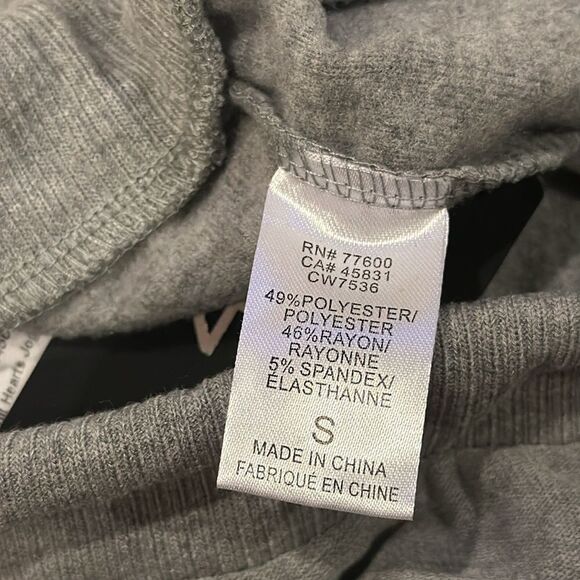 RN# 77600
CA# 45831
CW7536
49%POLYESTER/
POLYESTER
46%RAYON/
RAYONNE
5% SPANDEX/
ÉLASTHANNE
S
MADE IN CHINA
FABRIQUÉ EN CHINE
Hearts